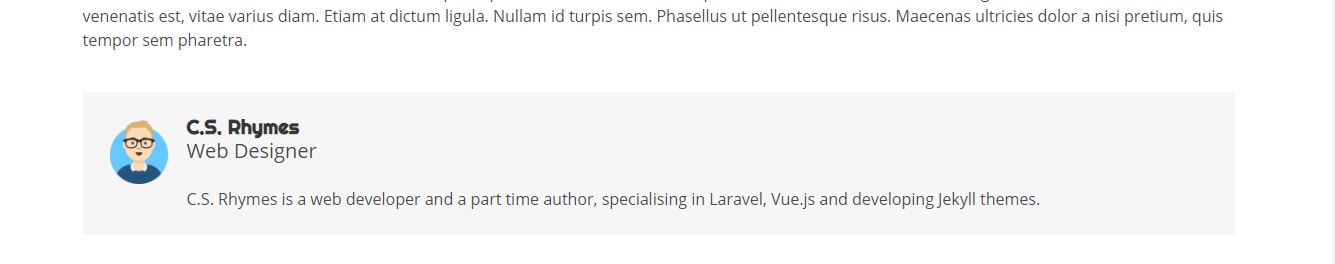 venenatis est, vitae varius diam. Etiam at dictum ligula. Nullam id turpis sem. Phasellus ut pellentesque risus. Maecenas ultricies dolor a nisi pretium, quis
tempor sem pharetra.
C.S. Rhymes
Web Designer
C.S. Rhymes is a web developer and a part time author, specialising in Laravel, Vue.js and developing Jekyll themes.